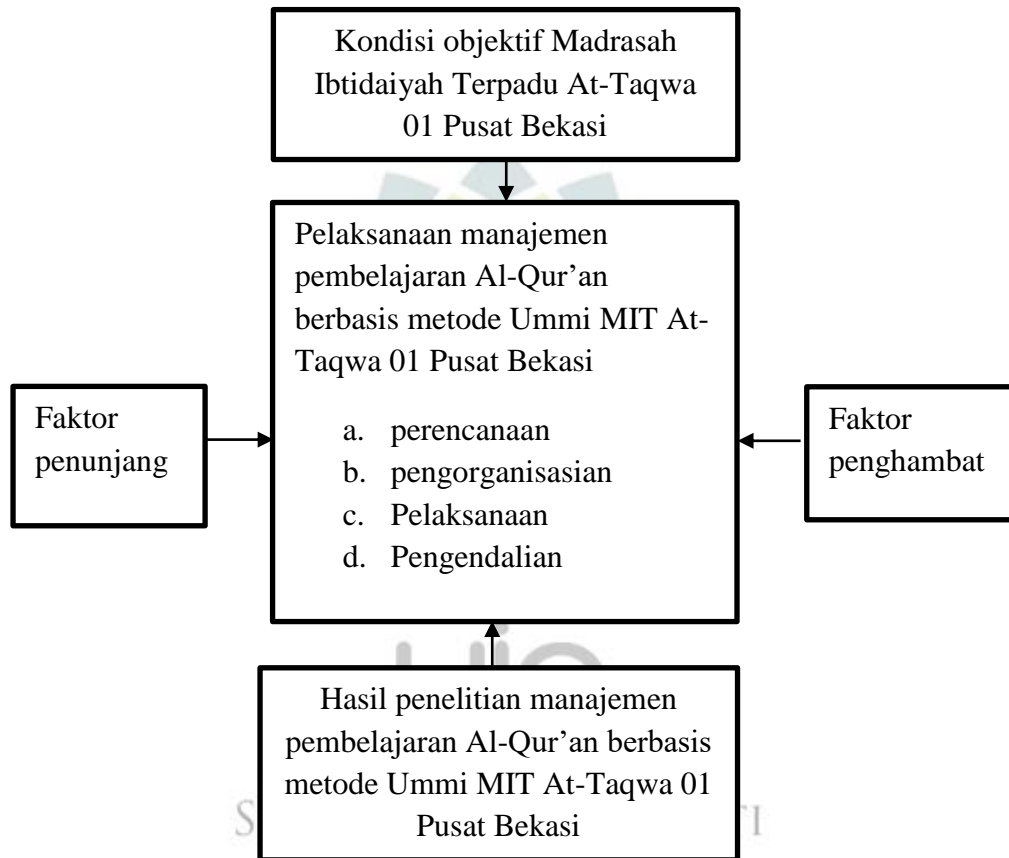 Kondisi objektif Madrasah
Ibtidaiyah Terpadu At-Taqwa
01 Pusat Bekasi
Pelaksanaan manajemen
pembelajaran Al-Qur’an
berbasis metode Ummi MIT At-
Taqwa 01 Pusat Bekasi
a. perencanaan
b. pengorganisasian
c. Pelaksanaan
d. Pengendalian
Faktor
penunjang
Faktor
penghambat
Hasil penelitian manajemen
pembelajaran Al-Qur’an berbasis
metode Ummi MIT At-Taqwa 01
Pusat Bekasi